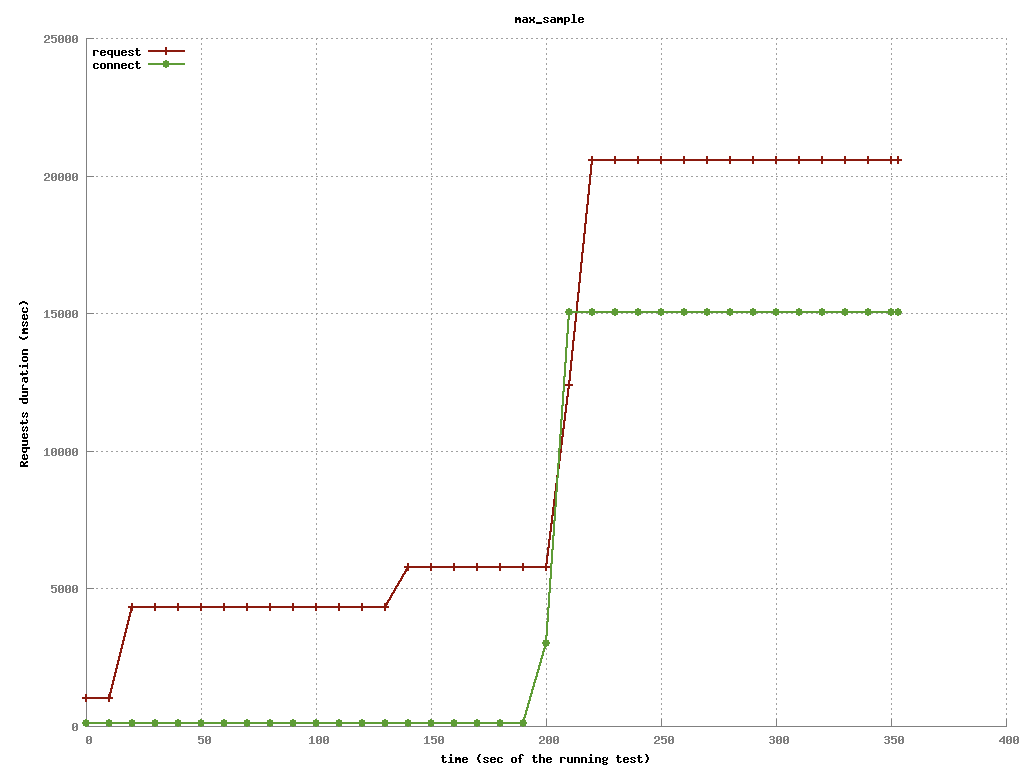 max_sample
25000
request
connect
20000
15000
Requests duration (msec)
10000
5000
0
0 50 100 150 200 250 300 350 400
time (sec of the running test)